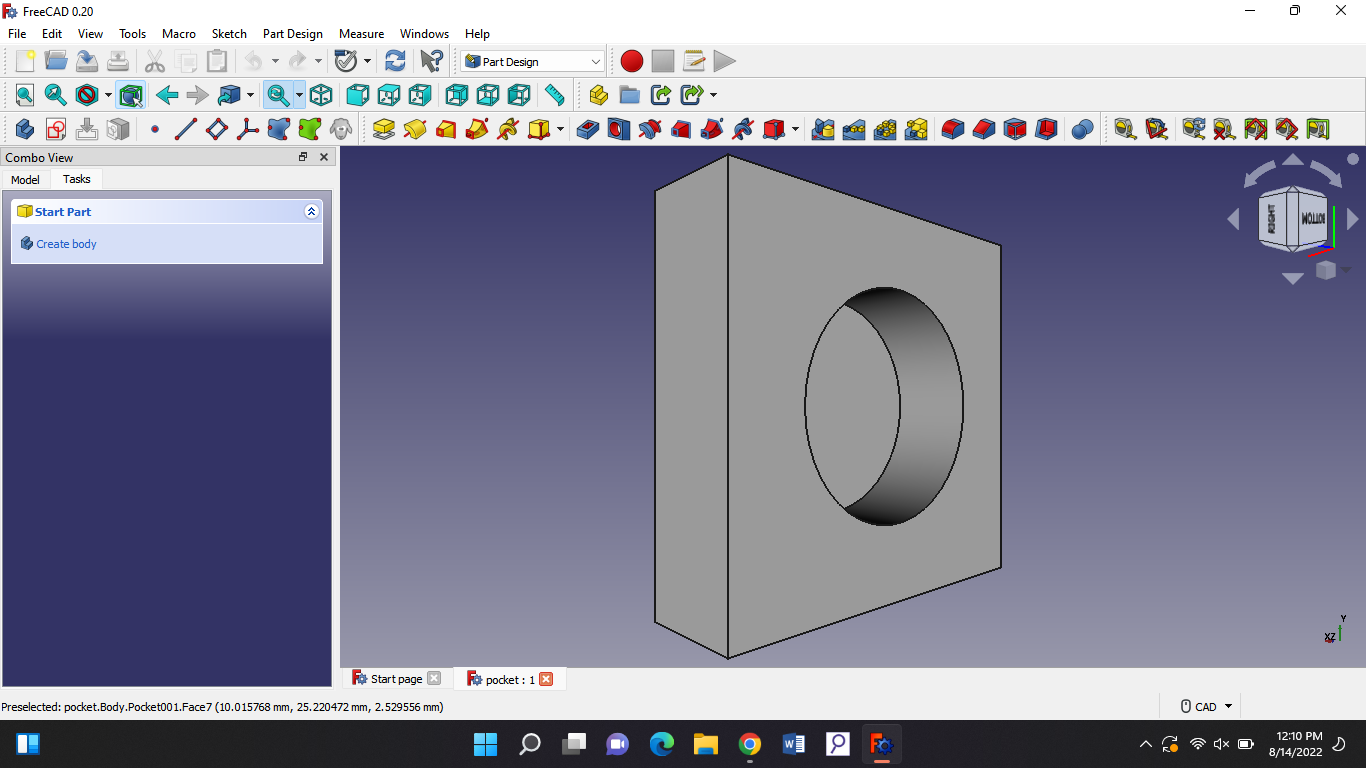 FreeCAD 0.20
File Edit View Tools Macro Sketch Part Design Measure Windows Help
Part Design
Combo View
Model Tasks
Start Part
Create body
RIGHT BOTTOM
Y
XZ
Start page pocket : 1
Preselected: pocket.Body.Pocket001.Face7 (10.015768 mm, 25.220472 mm, 2.529556 mm)
CAD
12:10 PM
8/14/2022